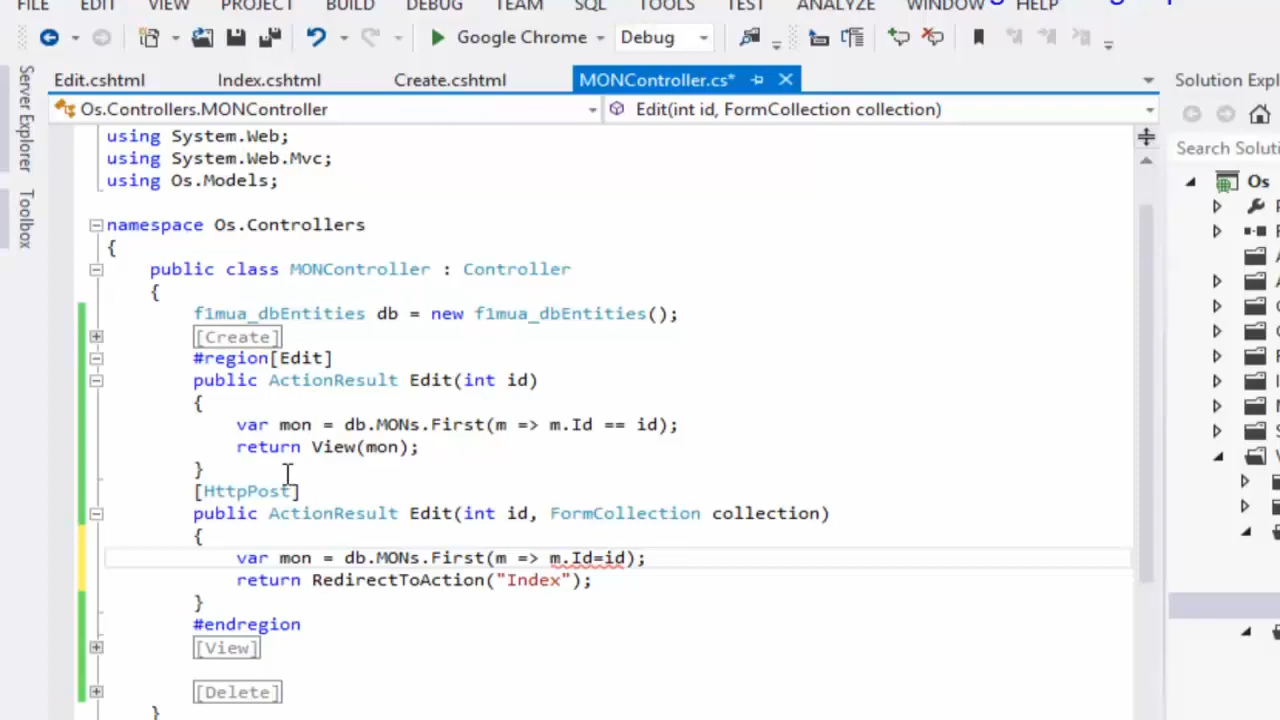 FILE EDIT VIEW PROJECT BUILD DEBUG TEAM SQL TOOLS TEST ANALYZE WINDOW HELP
Google Chrome Debug
Edit.cshtml Index.cshtml Create.cshtml MONController.cs*
Solution Expl
Os.Controllers.MONController Edit(int id, FormCollection collection)
Server Explorer
Toolbox
Search Soluti
Os
using System.Web;
using System.Web.Mvc;
using Os.Models;
namespace Os.Controllers
{
public class MONController : Controller
{
f1mua_dbEntities db = new f1mua_dbEntities();
[Create]
#region[Edit]
public ActionResult Edit(int id)
{
var mon = db.MONs.First(m => m.Id == id);
return View(mon);
}
[HttpPost]
public ActionResult Edit(int id, FormCollection collection)
{
var mon = db.MONs.First(m => m.Id=id);
return RedirectToAction("Index");
}
#endregion
[View]
[Delete]
}